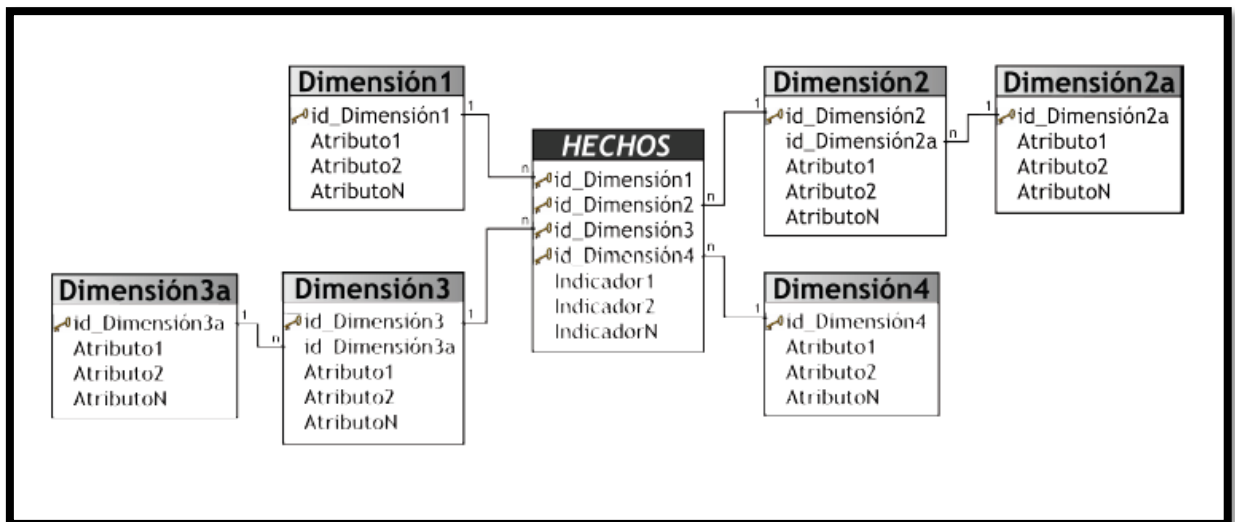 Dimensión1
id_Dimensión1
Atributo1
Atributo2
AtributoN
1
n
HECHOS
id_Dimensión1
id_Dimensión2
id_Dimensión3
id_Dimensión4
Indicador1
Indicador2
IndicadorN
n
n
n
Dimensión2
id_Dimensión2
id_Dimensión2a
Atributo1
Atributo2
AtributoN
1
n
Dimensión2a
id_Dimensión2a
Atributo1
Atributo2
AtributoN
1
Dimensión3a
id_Dimensión3a
Atributo1
Atributo2
AtributoN
1
n
Dimensión3
id_Dimensión3
id_Dimensión3a
Atributo1
Atributo2
AtributoN
1
Dimensión4
id_Dimensión4
Atributo1
Atributo2
AtributoN
1